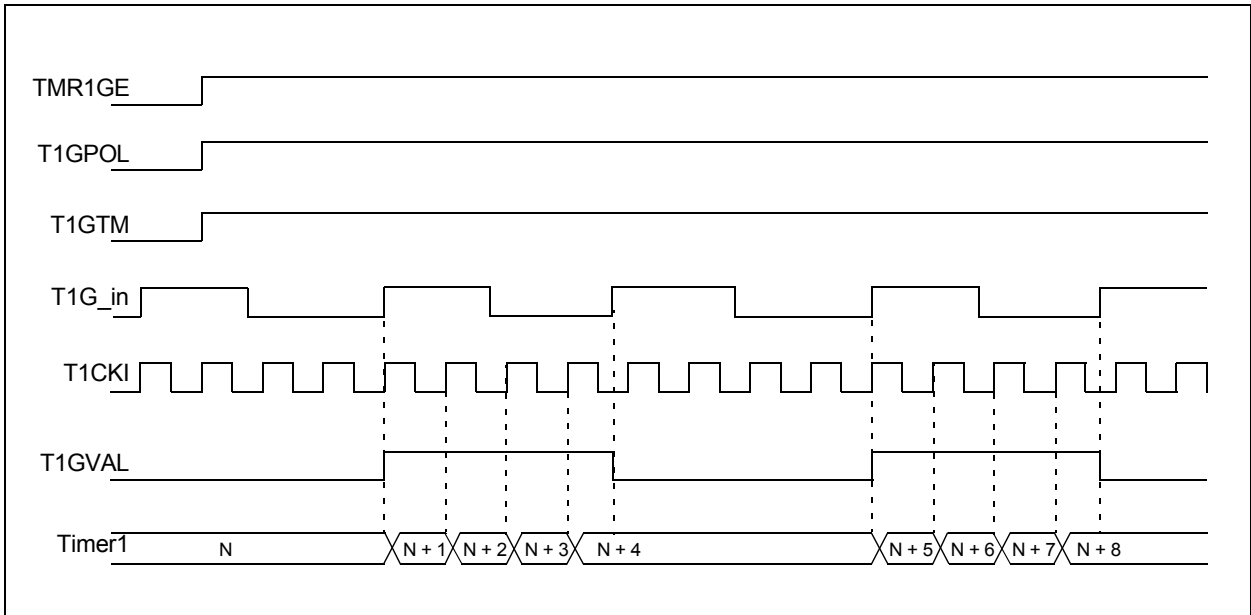 TMR1GE
T1GPOL
T1GTM
T1G_in
T1CKI
T1GVAL
Timer1 N N + 1 N + 2 N + 3 N + 4 N + 5 N + 6 N + 7 N + 8